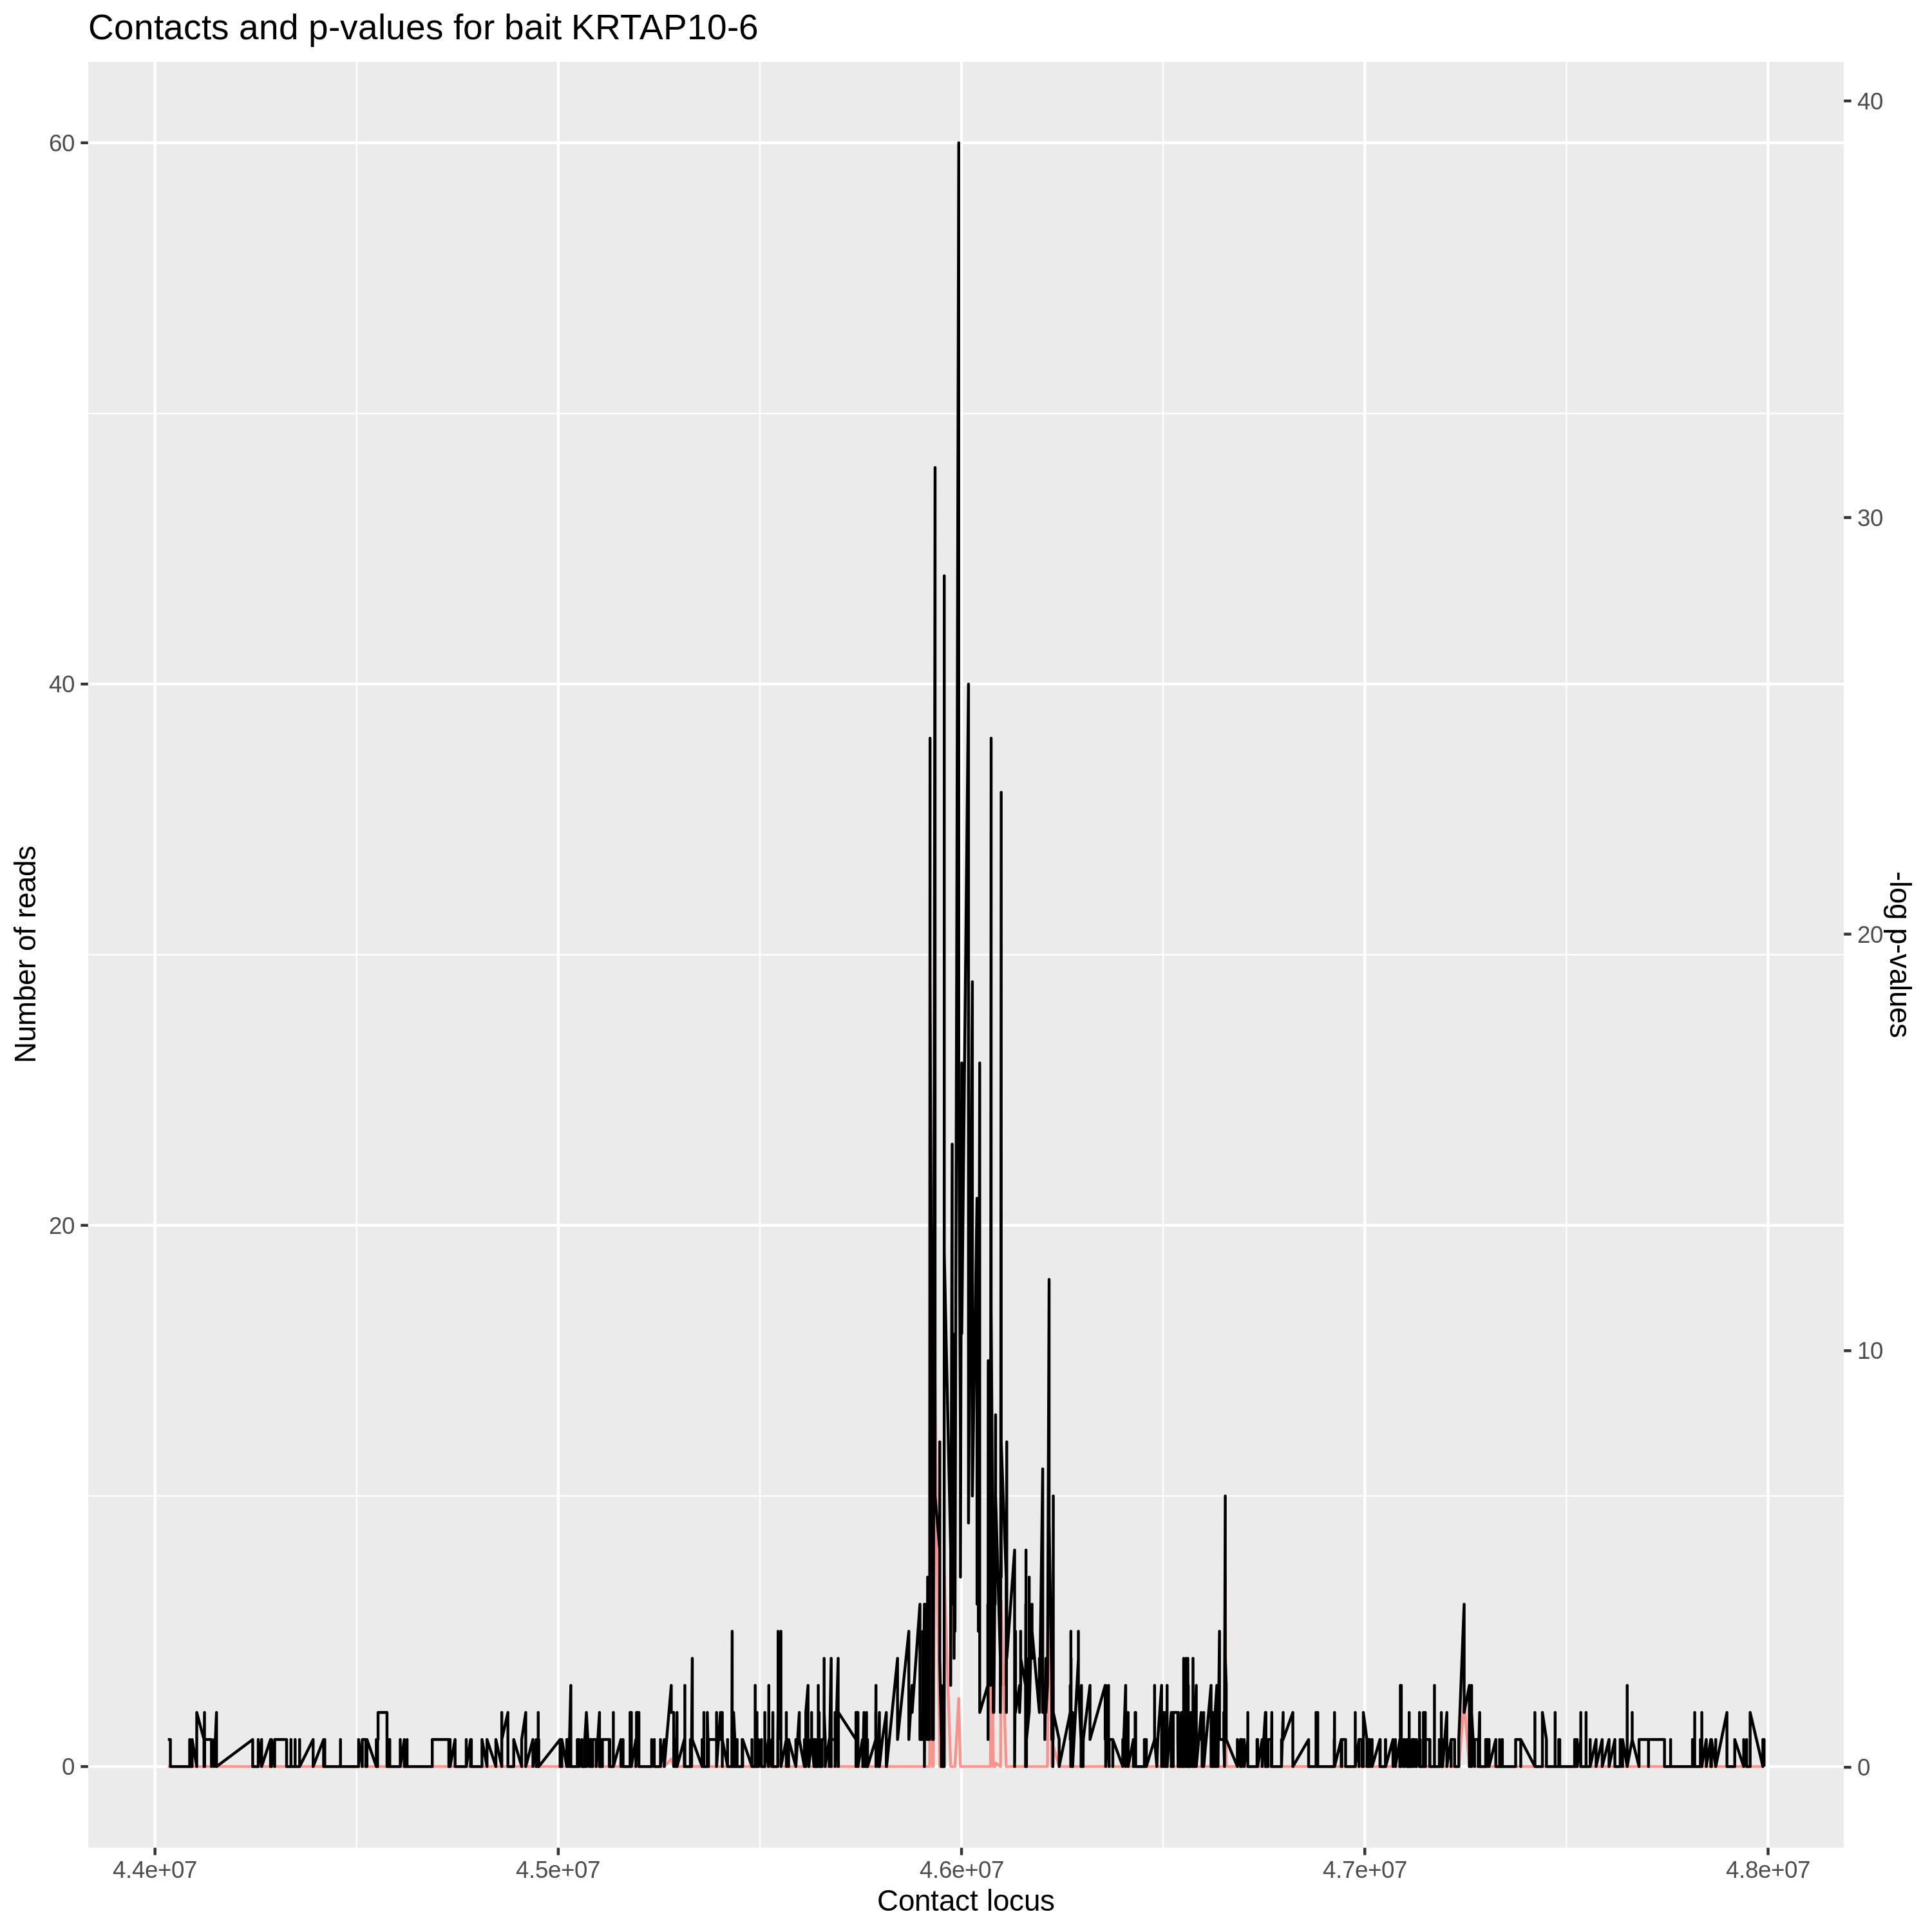 Contacts and p-values for bait KRTAP10-6
60
40
20
0
Number of reads
40
30
20
10
0
-log p-values
4.4e+07
4.5e+07
4.6e+07
4.7e+07
4.8e+07
Contact locus